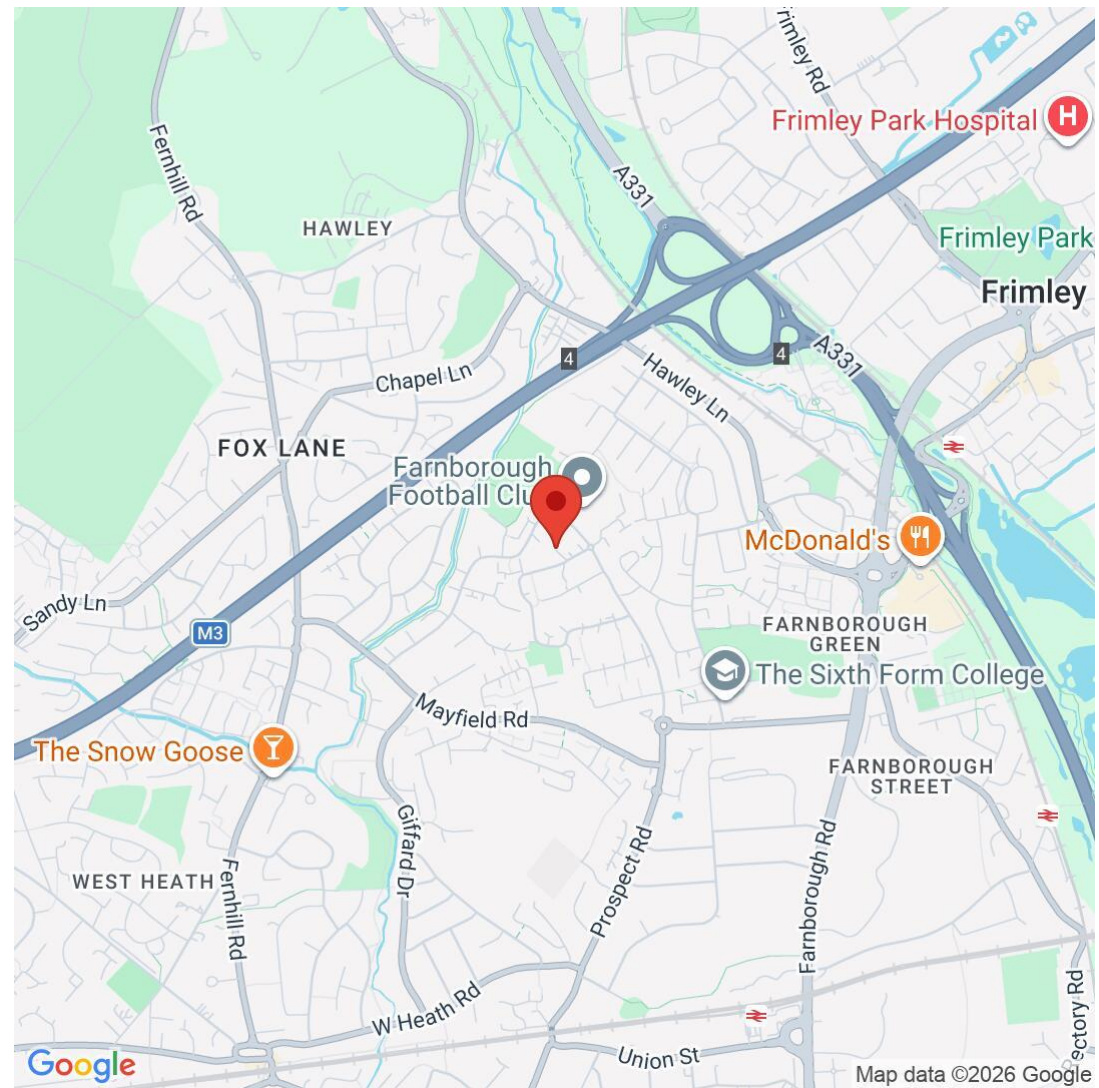 Frimley Rd
Frimley Park Hospital
H
Fernhill Rd
A331
HAWLEY
Frimley Park
Frimley
4
4
A331
Hawley Ln
Chapel Ln
FOX LANE
Farnborough
Football Clu
McDonald's
Sandy Ln
M3
FARNBOROUGH
GREEN
The Sixth Form College
Mayfield Rd
The Snow Goose
FARNBOROUGH
STREET
Giffard Dr
Prospect Rd
Farnborough Rd
WEST HEATH
Fernhill Rd
W Heath Rd
Union St
ectory Rd
Google
Map data ©2026 Google